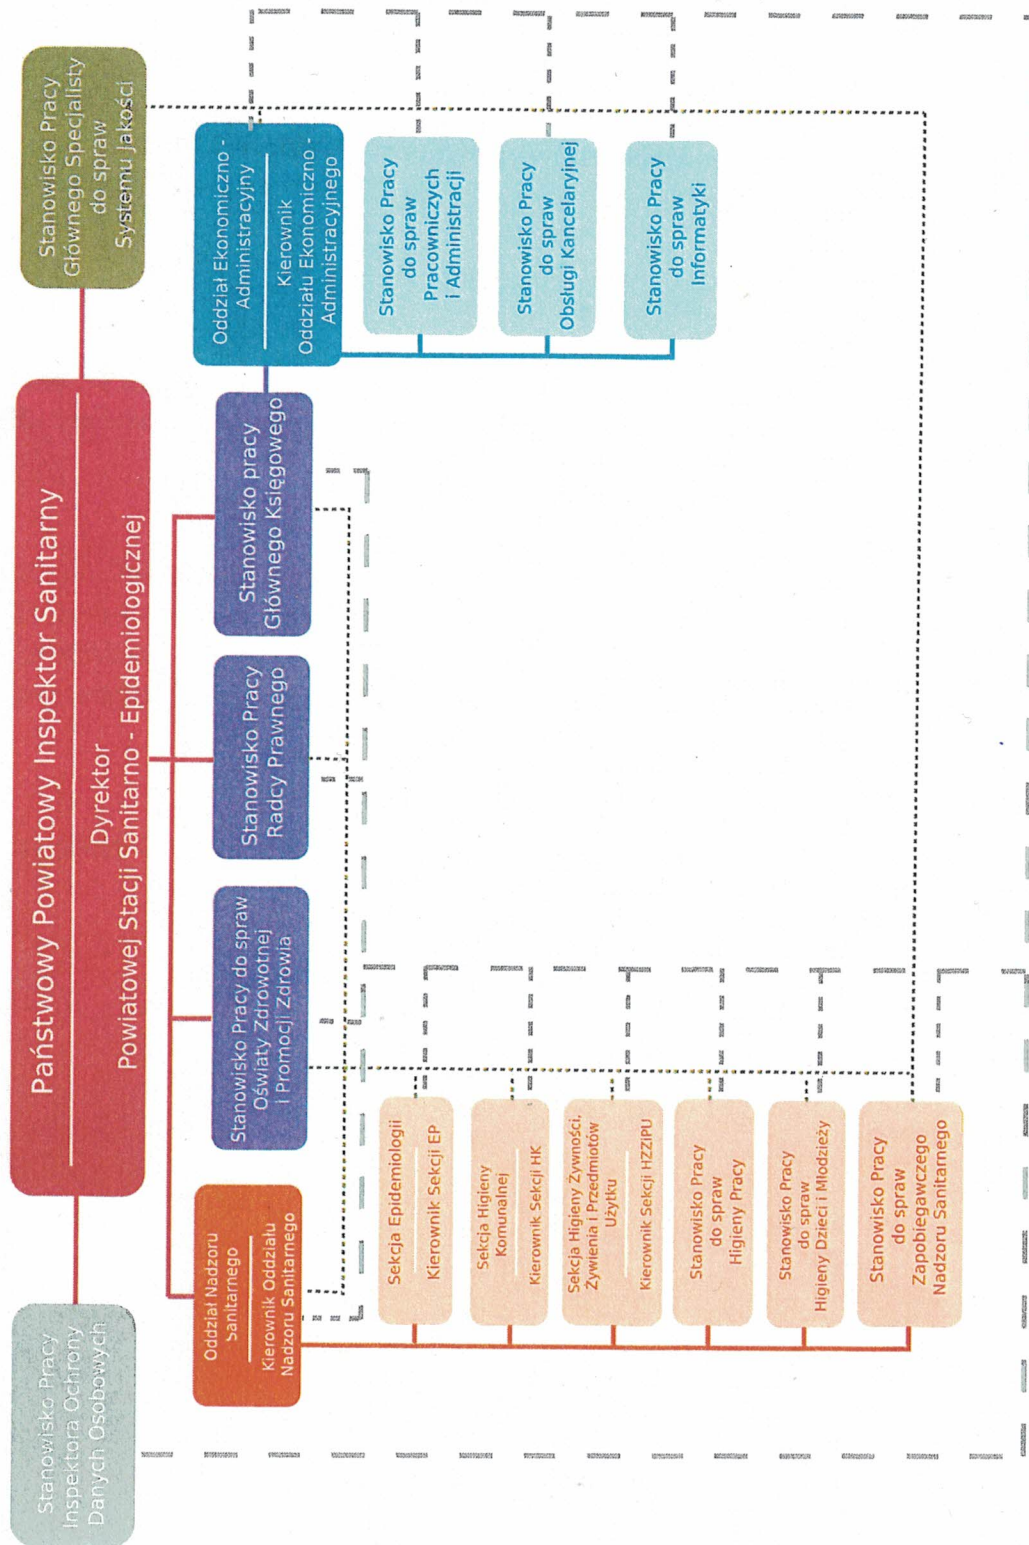 Państwowy Powiatowy Inspektor Sanitarny
Dyrektor
Powiatowej Stacji Sanitarno - Epidemiologicznej
Stanowisko Pracy
Inspektora Ochrony
Danych Osobowych
Stanowisko Pracy
Głównego Specjalisty
do spraw
Systemu Jakości
Oddział Nadzoru
Sanitarnego
Kierownik Oddziału
Nadzoru Sanitarnego
Stanowisko Pracy do spraw
Oświaty Zdrowotnej
i Promocji Zdrowia
Stanowisko Pracy
Radcy Prawnego
Stanowisko pracy
Głównego Księgowego
Oddział Ekonomiczno -
Administracyjny
Kierownik
Oddziału Ekonomiczno -
Administracyjnego
Sekcja Epidemiologii
Kierownik Sekcji EP
Sekcja Higieny
Komunalnej
Kierownik Sekcji HK
Sekcja Higieny Żywności,
Żywienia i Przedmiotów
Użytku
Kierownik Sekcji HŻŻiPU
Stanowisko Pracy
do spraw
Higieny Pracy
Stanowisko Pracy
do spraw
Higieny Dzieci i Młodzieży
Stanowisko Pracy
do spraw
Zapobiegawczego
Nadzoru Sanitarnego
Stanowisko Pracy
do spraw
Pracowniczych
i Administracji
Stanowisko Pracy
do spraw
Obsługi Kancelaryjnej
Stanowisko Pracy
do spraw
Informatyki